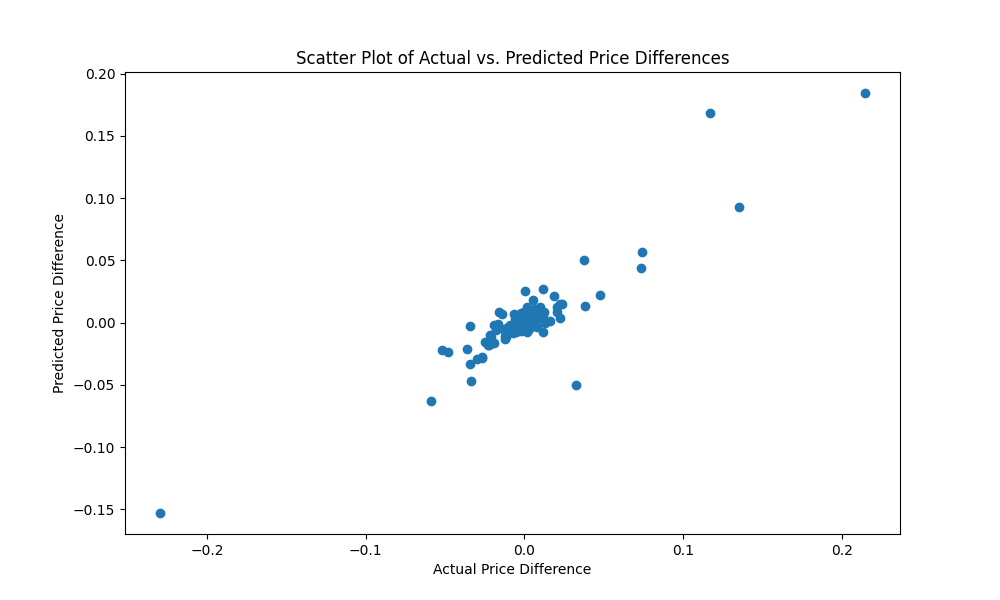 Scatter Plot of Actual vs. Predicted Price Differences
0.20
0.15
0.10
0.05
0.00
−0.05
−0.10
−0.15
Predicted Price Difference
−0.2 −0.1 0.0 0.1 0.2
Actual Price Difference